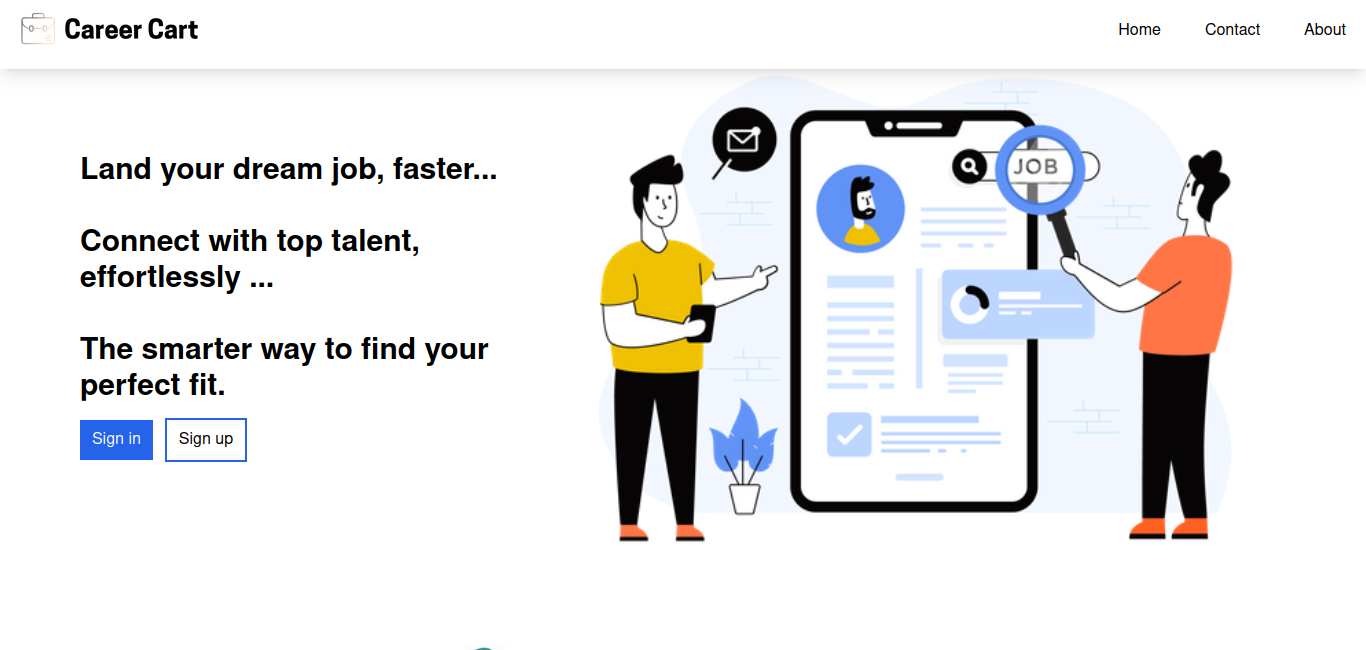 Career Cart
Home
Contact
About
Land your dream job, faster...
Connect with top talent,
effortlessly ...
The smarter way to find your
perfect fit.
Sign in
Sign up
JOB